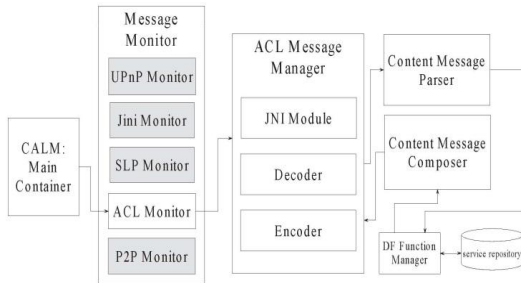 Message
Monitor
UPnP Monitor
Jini Monitor
SLP Monitor
ACL Monitor
P2P Monitor
CALM:
Main
Container
ACL Message
Manager
JNI Module
Decoder
Encoder
Content Message
Parser
Content Message
Composer
DF Function
Manager
service repository